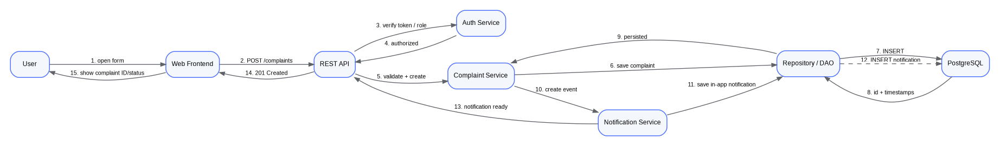 User
1. open form
15. show complaint ID/status
Web Frontend
2. POST /complaints
14. 201 Created
REST API
3. verify token / role
4. authorized
Auth Service
5. validate + create
Complaint Service
13. notification ready
9. persisted
6. save complaint
10. create event
Notification Service
11. save in-app notification
Repository / DAO
7. INSERT
12. INSERT notification
8. id + timestamps
PostgreSQL